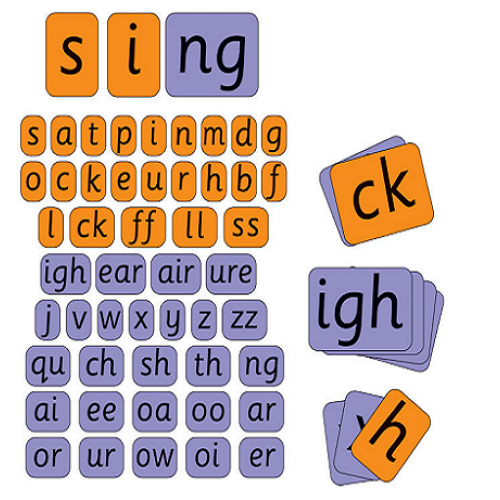 s i ng
s a t p i n m d g
o c k e u r h b f
l ck ff ll ss
igh ear air ure
j v w x y z zz
qu ch sh th ng
ai ee oa oo ar
or ur ow oi er
ck
igh
h